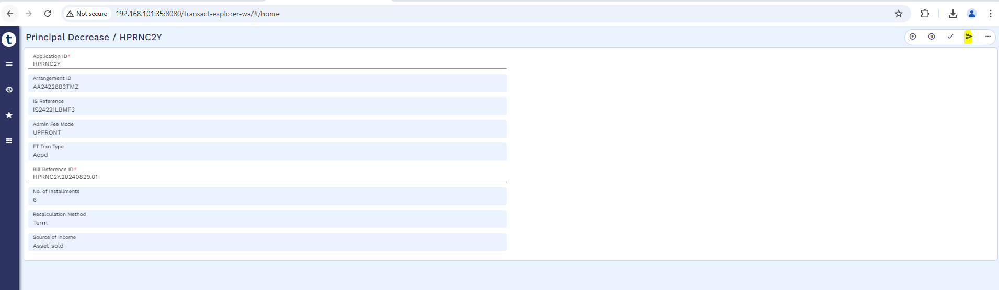 Not secure 192.168.101.35:8080/transact-explorer-wa/#/home
t
Principal Decrease / HPRNC2Y
Application ID*
HPRNC2Y
Arrangement ID
AA24228B3TMZ
IS Reference
IS24221LBMF3
Admin Fee Mode
UPFRONT
FT Trxn Type
Acpd
Bill Reference ID*
HPRNC2Y.20240829.01
No. of Installments
6
Recalculation Method
Term
Source of Income
Asset sold